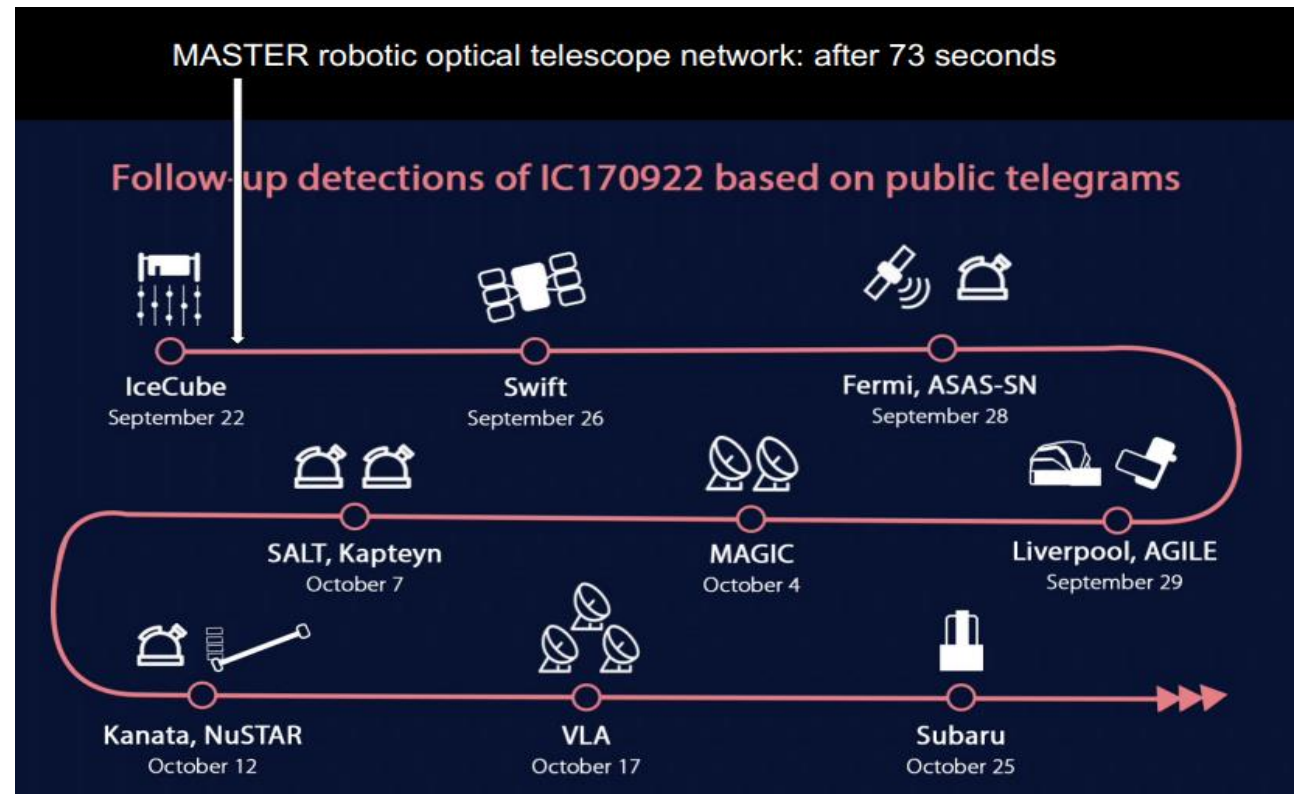 MASTER robotic optical telescope network: after 73 seconds
Follow-up detections of IC170922 based on public telegrams
IceCube
September 22
Swift
September 26
Fermi, ASAS-SN
September 28
Liverpool, AGILE
September 29
MAGIC
October 4
SALT, Kapteyn
October 7
Kanata, NuSTAR
October 12
VLA
October 17
Subaru
October 25